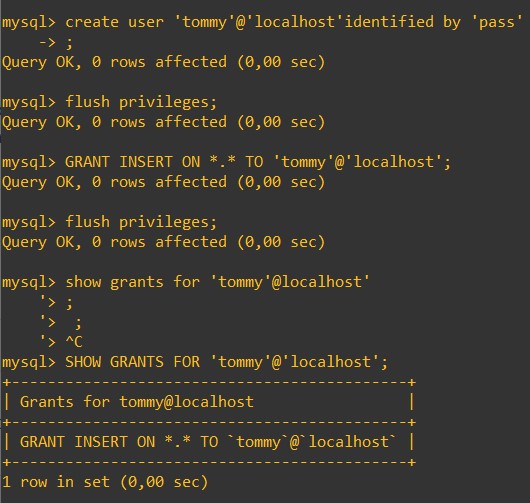 mysql> create user 'tommy'@'localhost'identified by 'pass'
    -> ;
Query OK, 0 rows affected (0,00 sec)

mysql> flush privileges;
Query OK, 0 rows affected (0,00 sec)

mysql> GRANT INSERT ON *.* TO 'tommy'@'localhost';
Query OK, 0 rows affected (0,00 sec)

mysql> flush privileges;
Query OK, 0 rows affected (0,00 sec)

mysql> show grants for 'tommy'@localhost'
    '> ;
    '>  ;
    '> ^C
mysql> SHOW GRANTS FOR 'tommy'@'localhost';
+--------------------------------------------+
| Grants for tommy@localhost                 |
+--------------------------------------------+
| GRANT INSERT ON *.* TO `tommy`@`localhost` |
+--------------------------------------------+
1 row in set (0,00 sec)